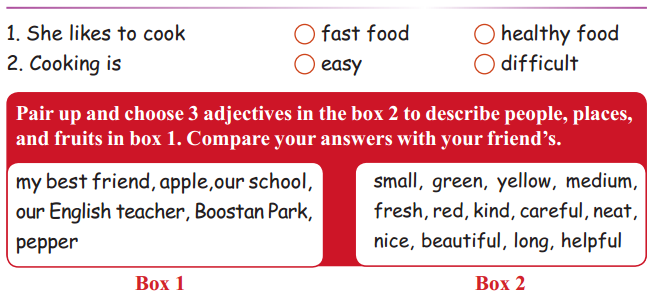 1. She likes to cook fast food healthy food
2. Cooking is easy difficult
Pair up and choose 3 adjectives in the box 2 to describe people, places,
and fruits in box 1. Compare your answers with your friend's.
my best friend, apple,our school,
our English teacher, Boostan Park,
pepper
small, green, yellow, medium,
fresh, red, kind, careful, neat,
nice, beautiful, long, helpful
Box 1 Box 2